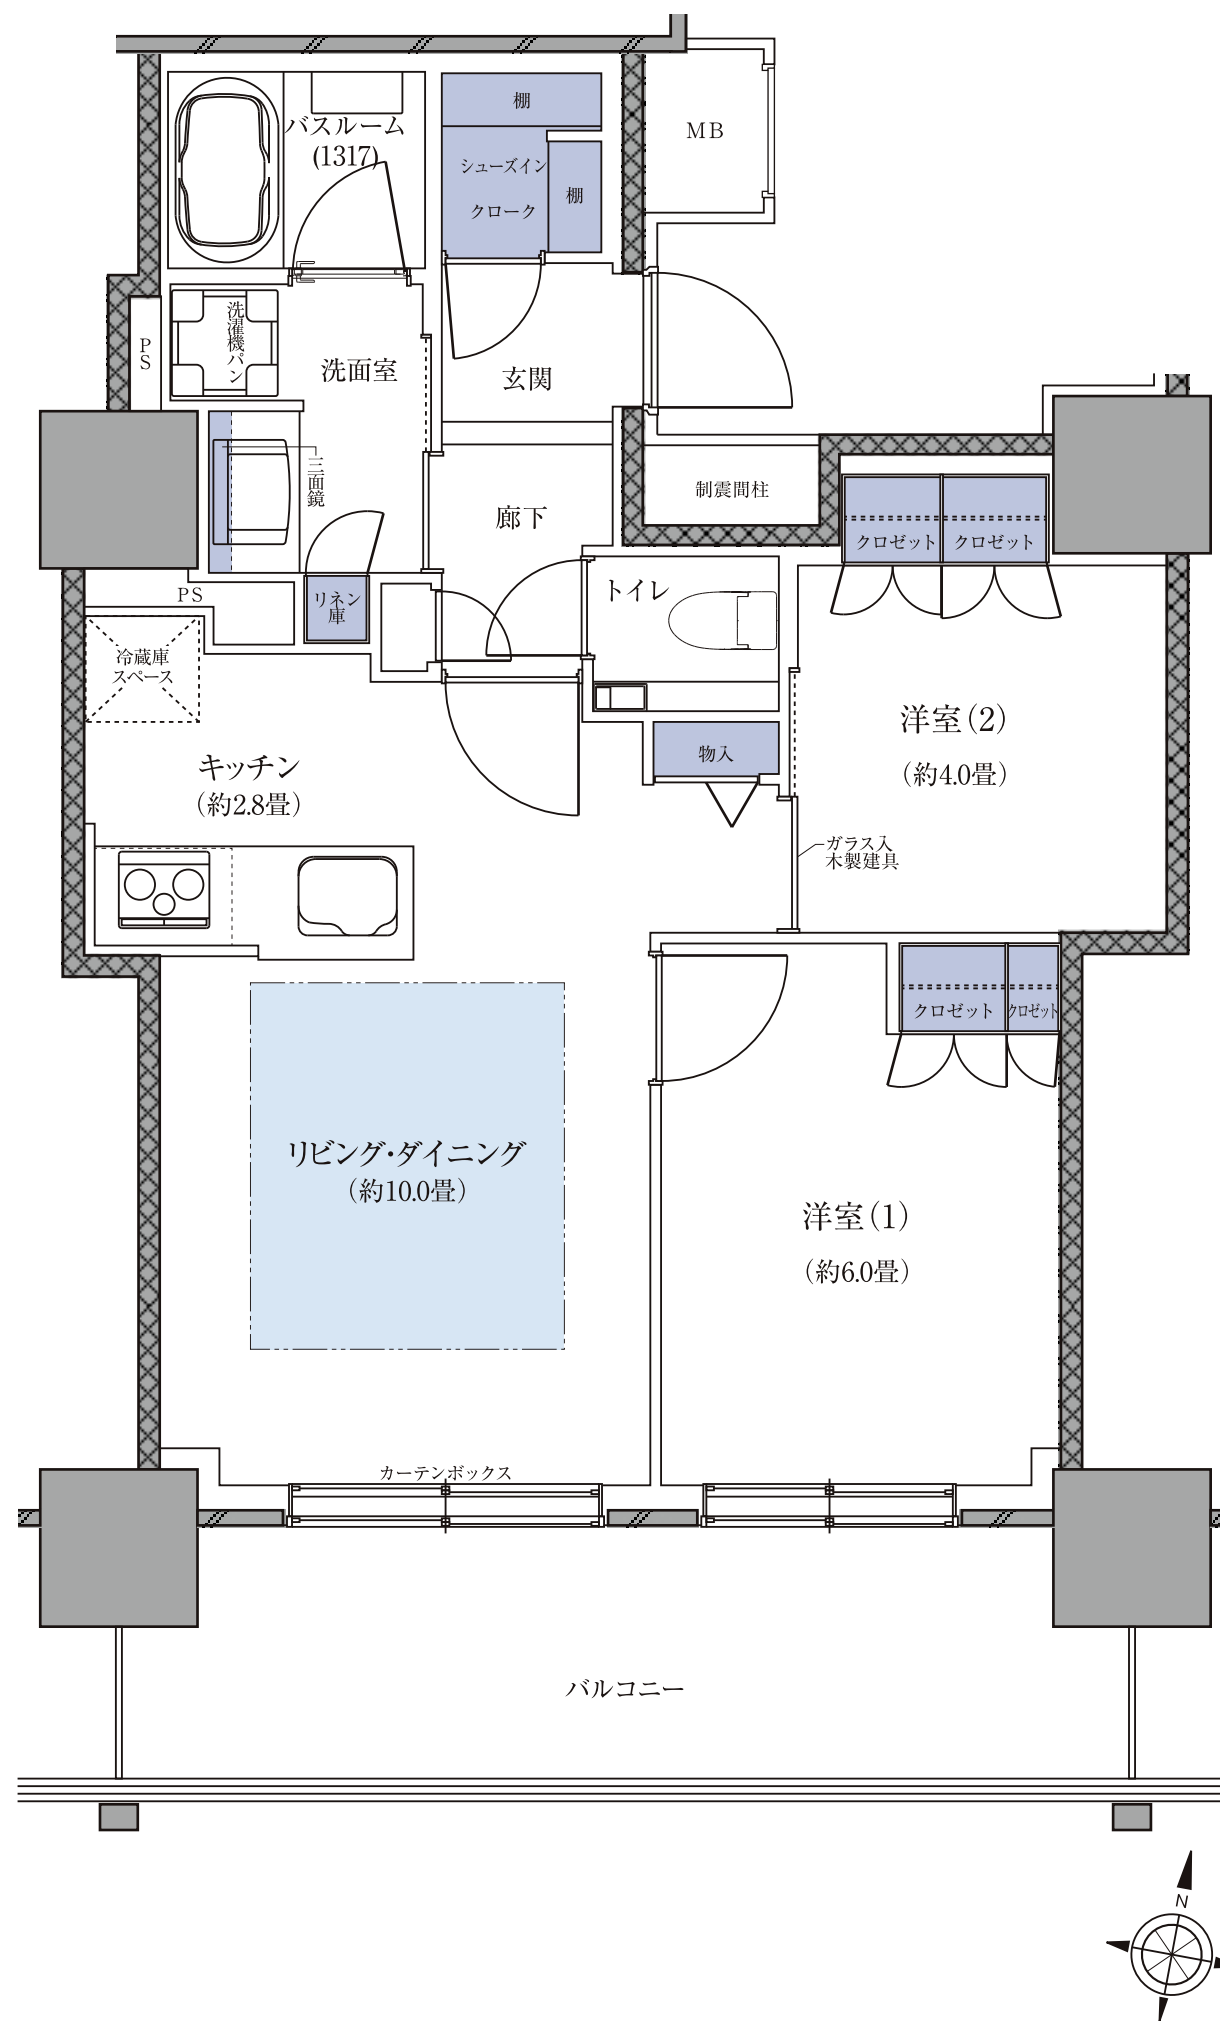 棚
バスルーム
(1317)
MB
シューズイン
クローク
棚
洗濯機パン
PS
洗面室
玄関
三面鏡
制震間柱
廊下
クロゼット
クロゼット
PS
リネン
庫
トイレ
冷蔵庫
スペース
洋室(2)
(約4.0畳)
物入
キッチン
(約2.8畳)
ガラス入
木製建具
クロゼット
クロゼット
リビング・ダイニング
(約10.0畳)
洋室(1)
(約6.0畳)
カーテンボックス
バルコニー
N